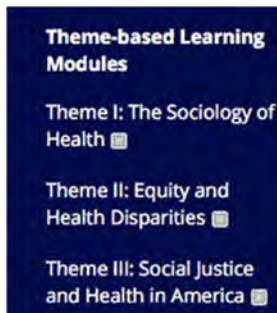 Theme-based Learning
Modules
Theme I: The Sociology of
Health
Theme II: Equity and
Health Disparities
Theme III: Social Justice
and Health in America